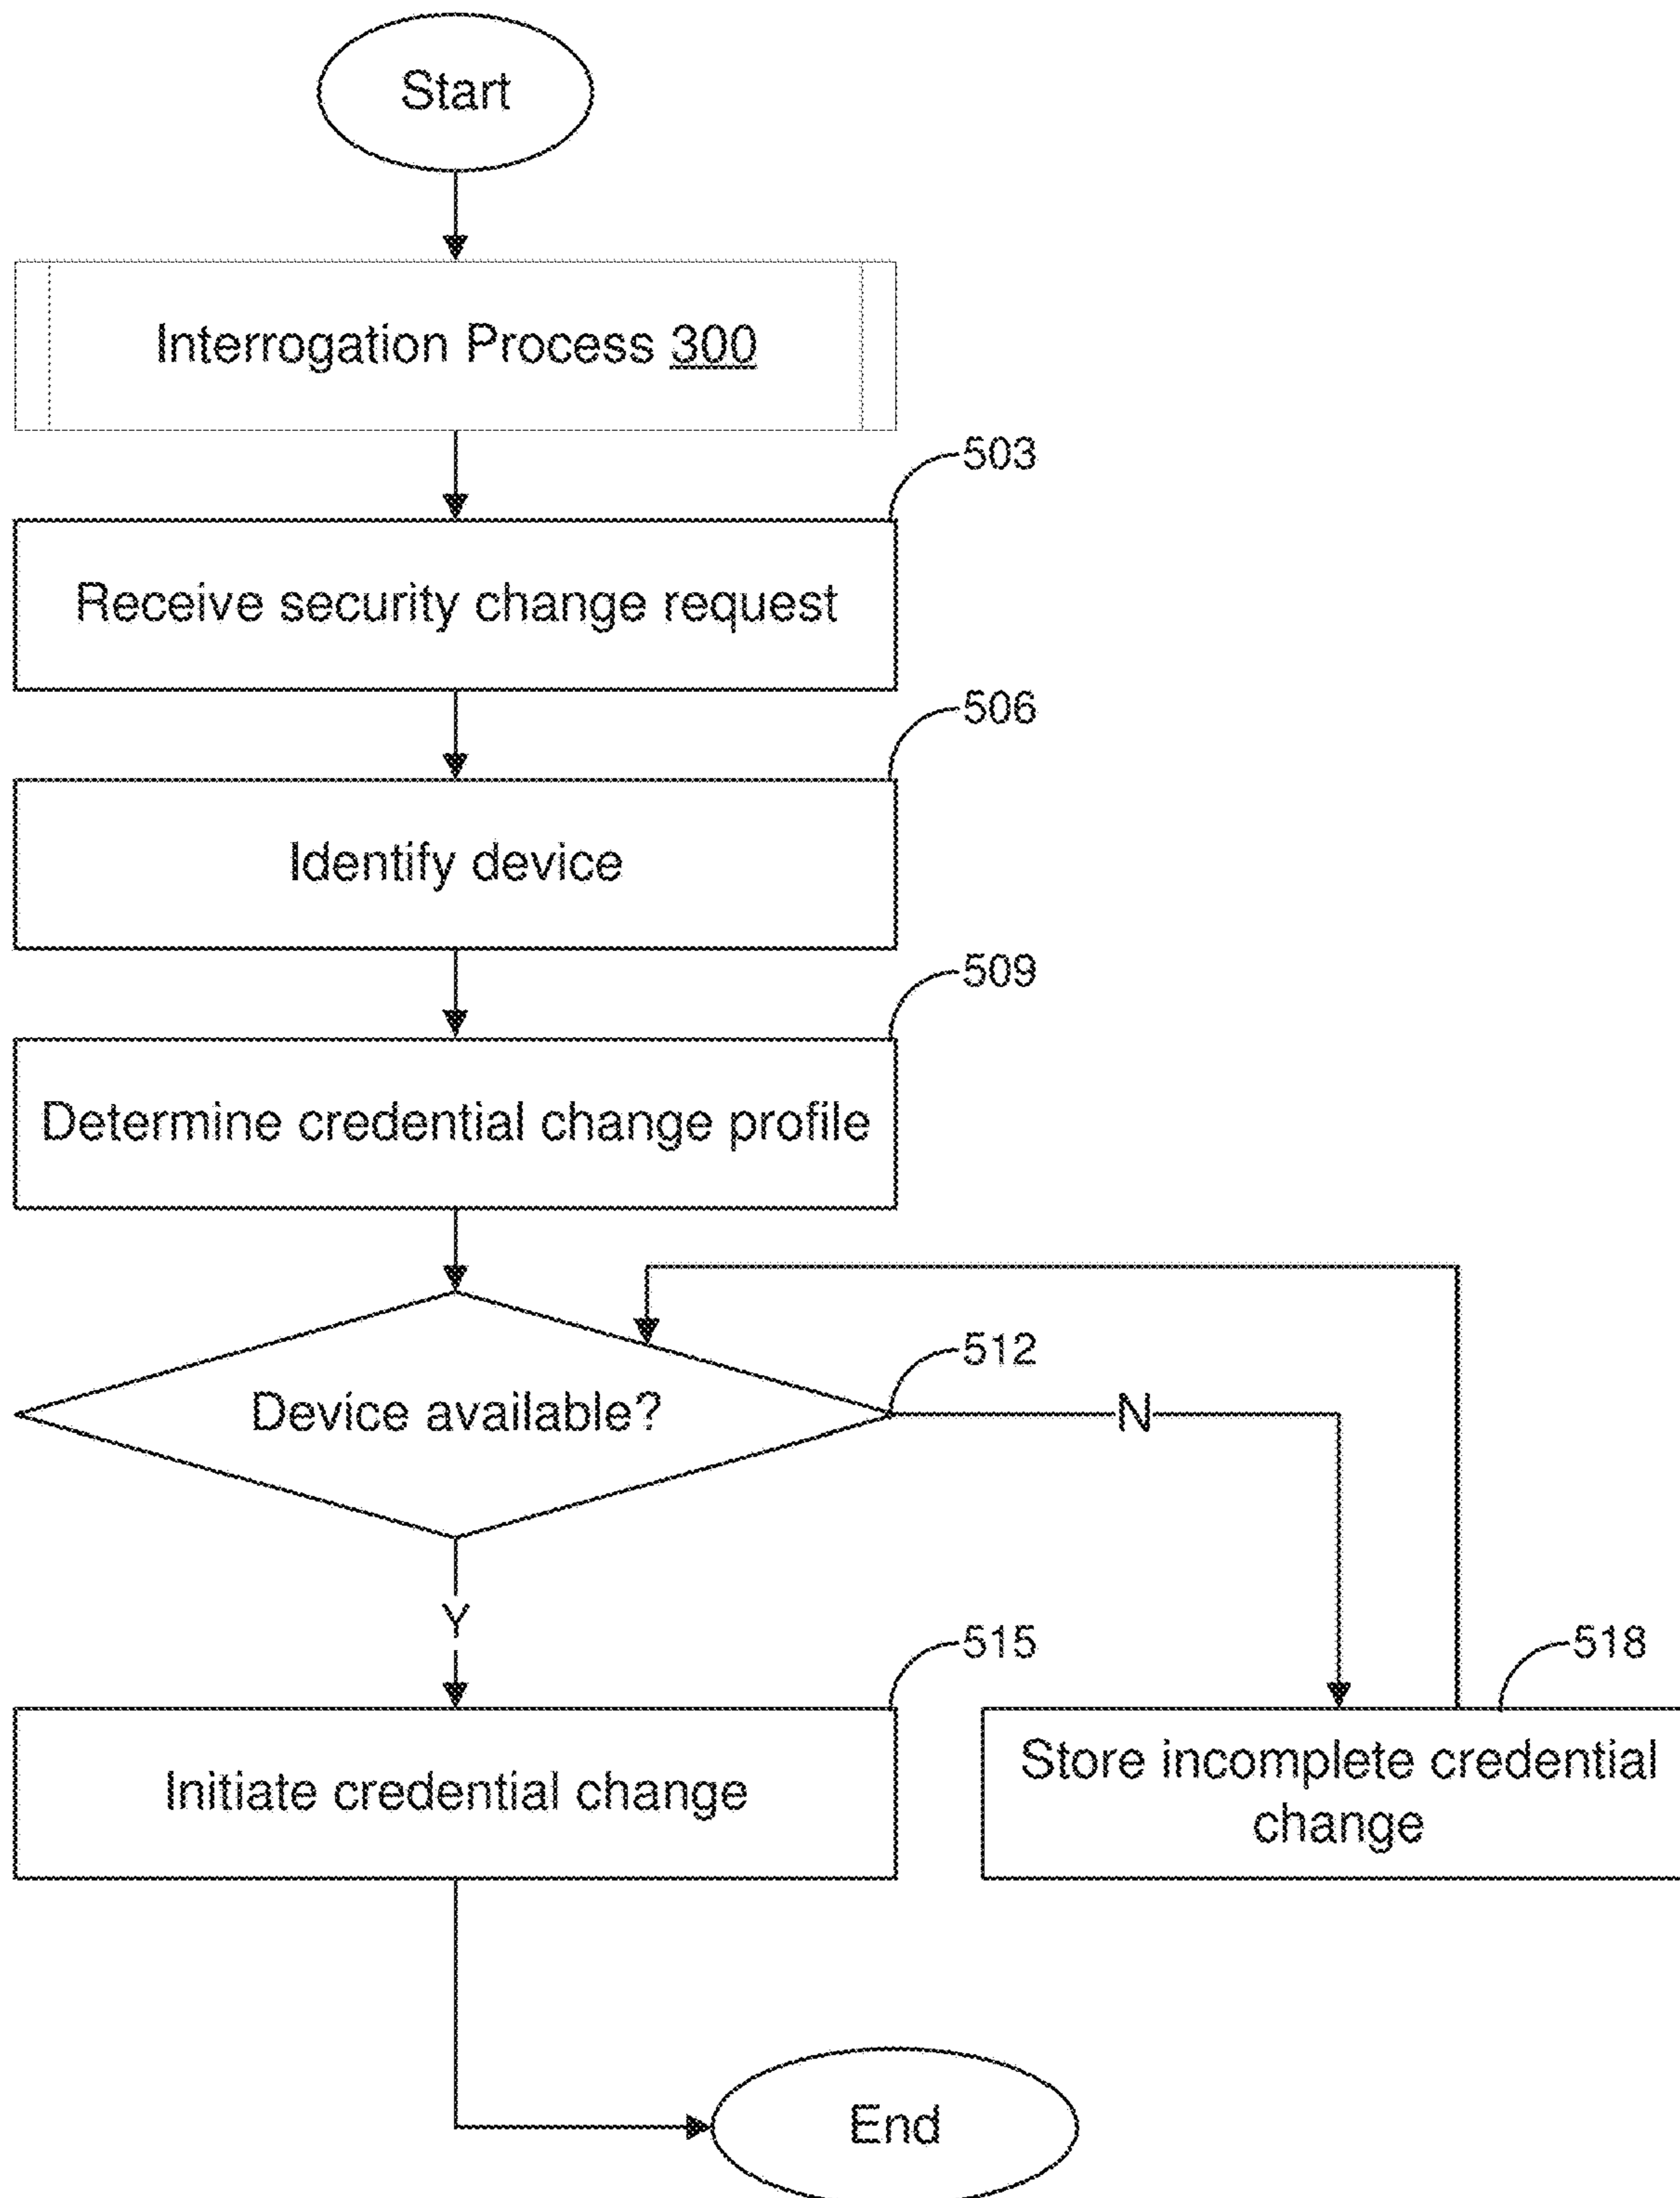 Start
Interrogation Process 300
503
Receive security change request
506
Identify device
509
Determine credential change profile
512
Device available?
N
Y
515
518
Initiate credential change
Store incomplete credential
change
End